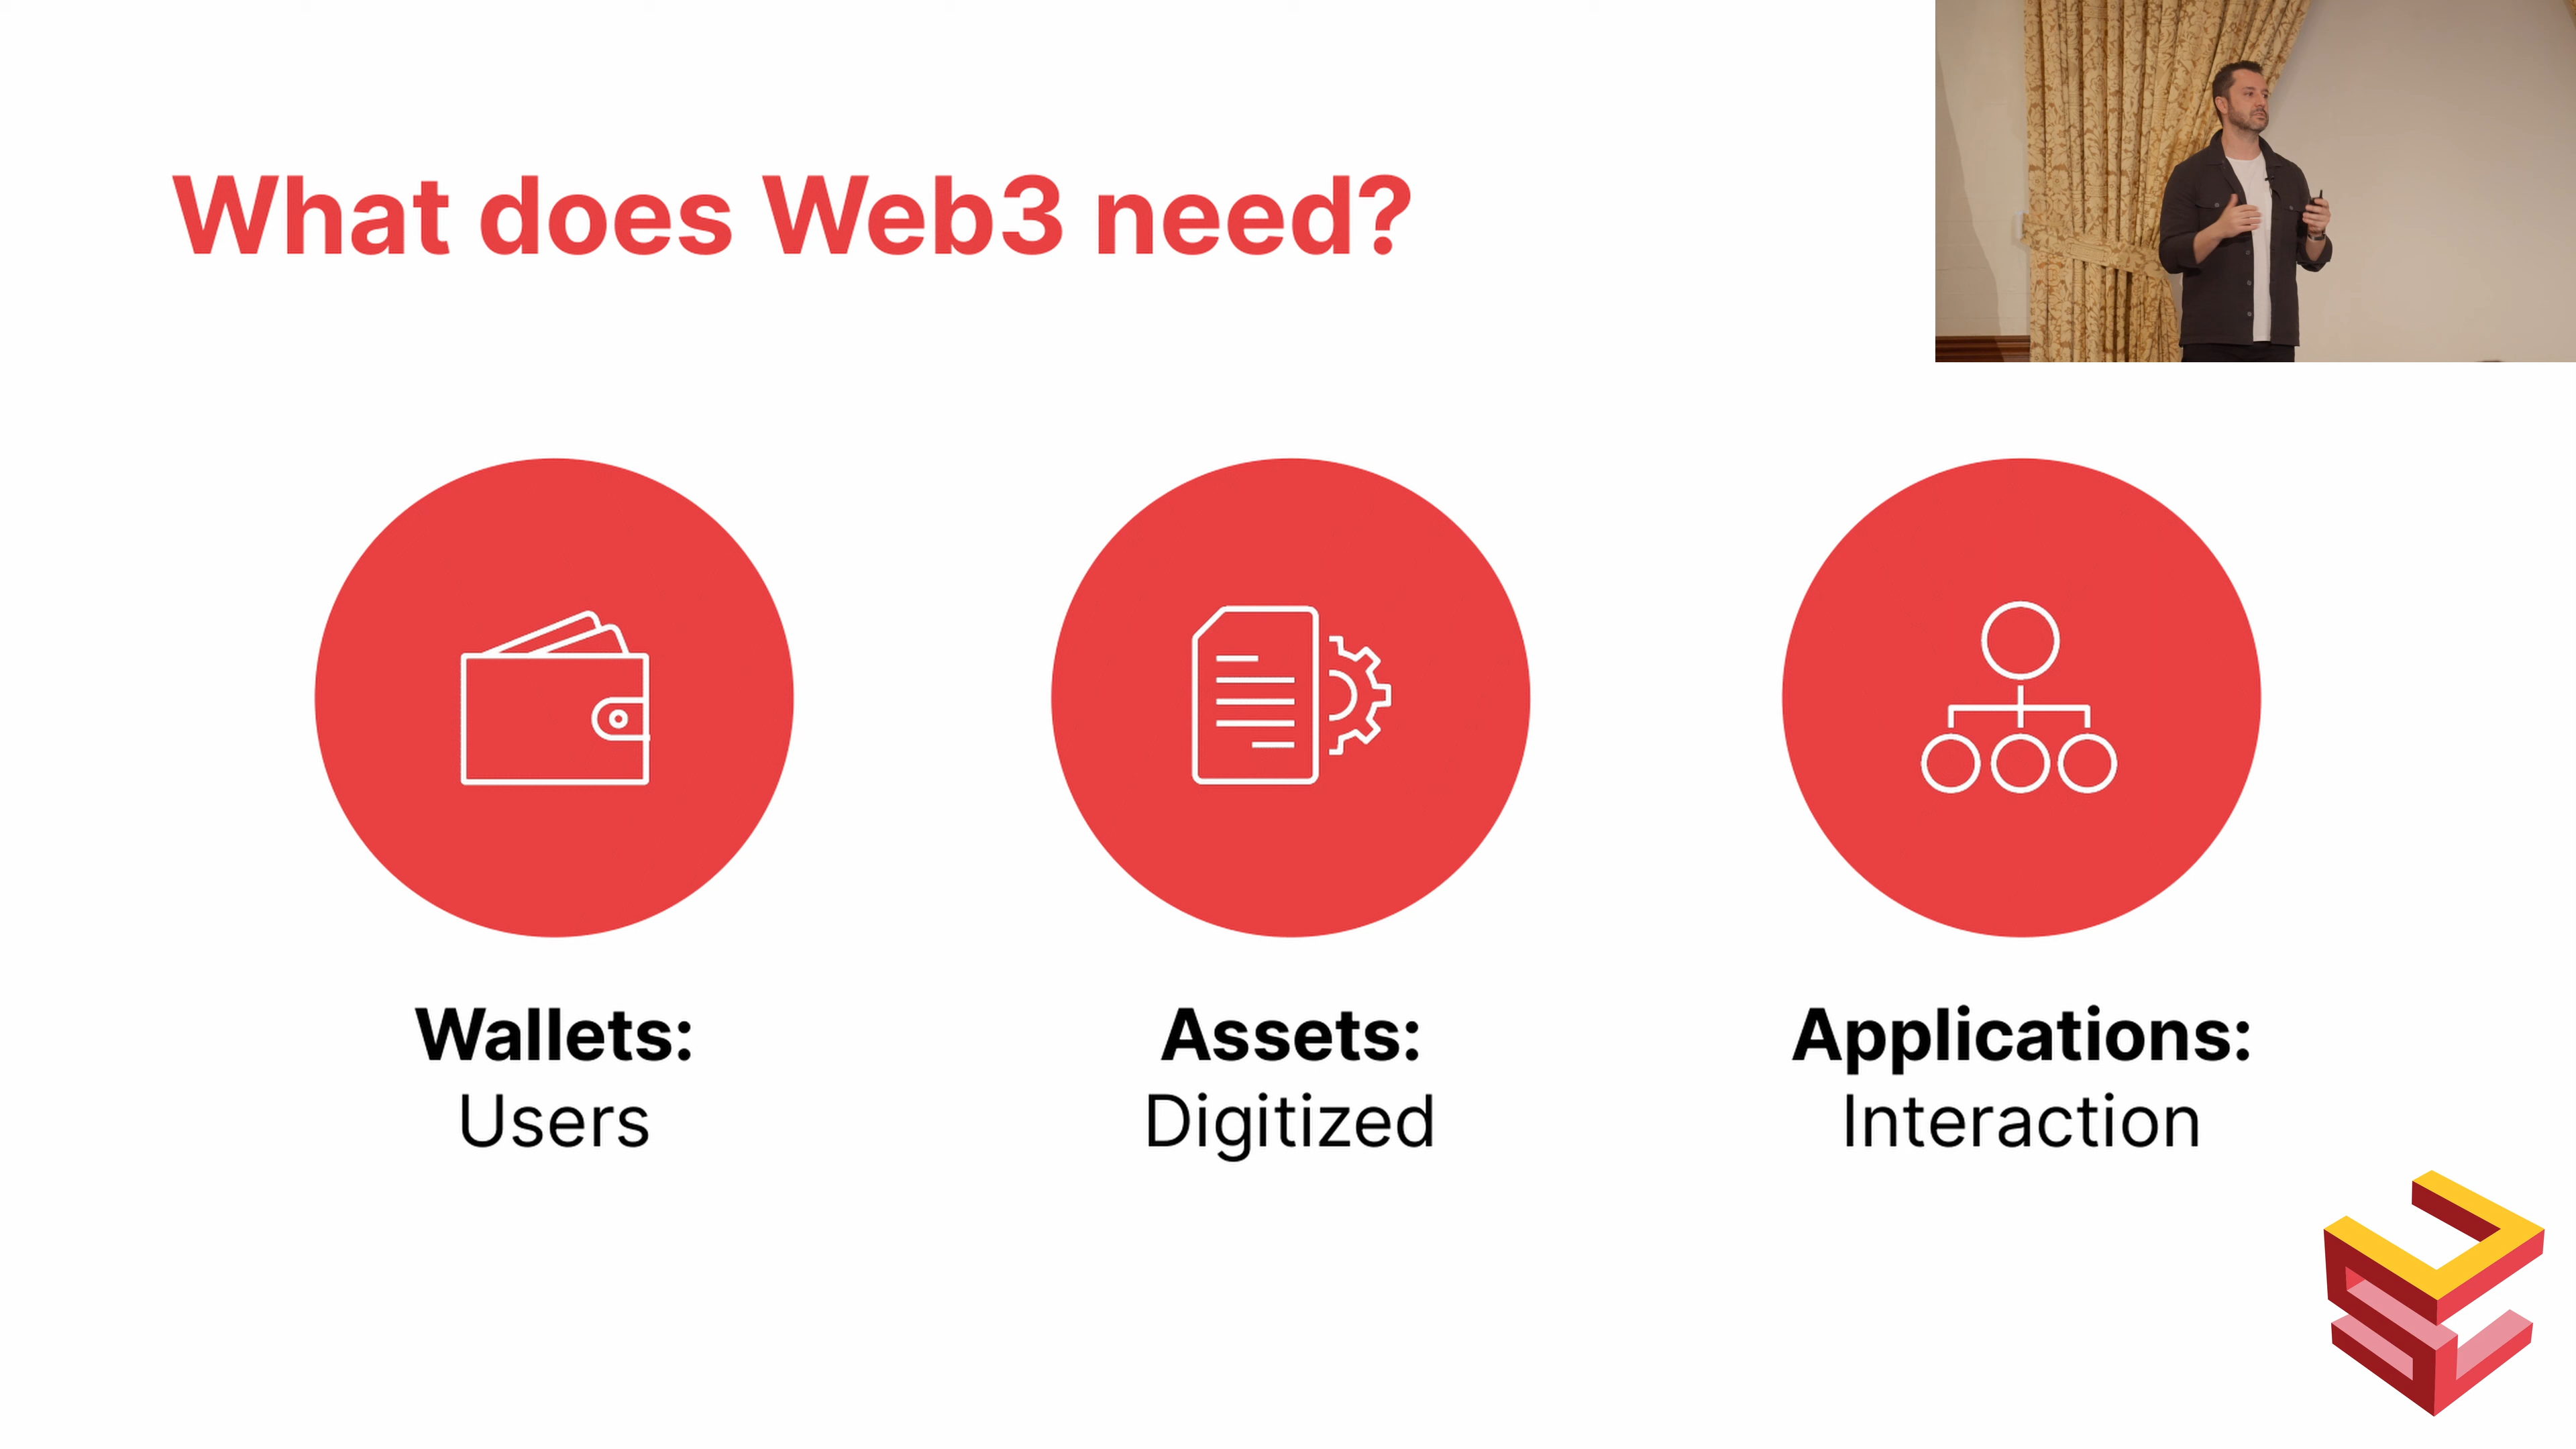 What does Web3 need?
Wallets:
Users
Assets:
Digitized
Applications:
Interaction